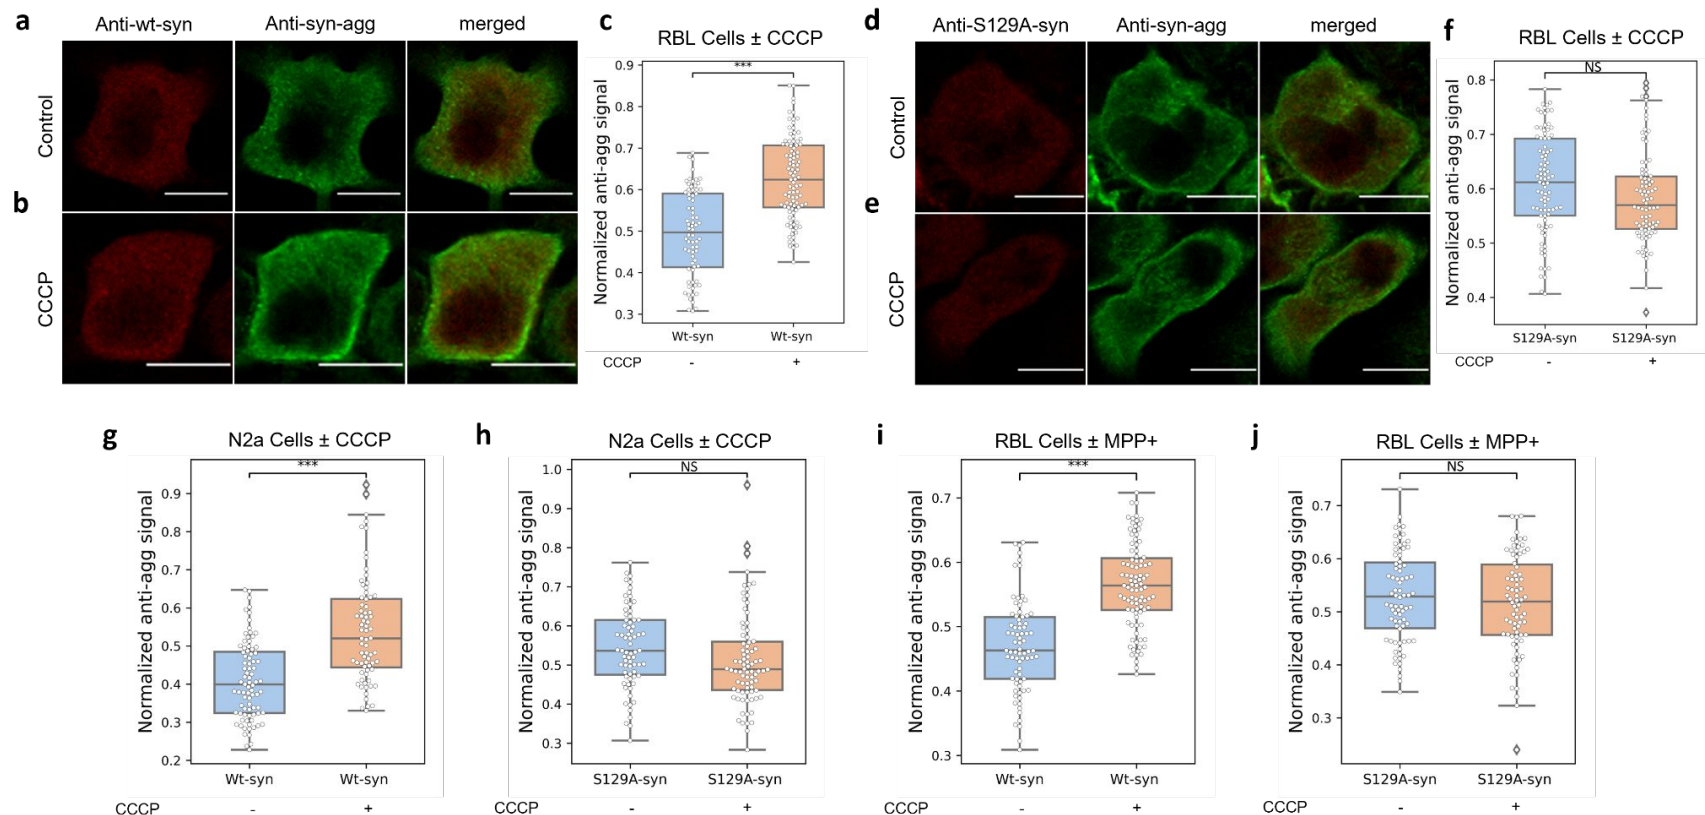 a
Anti-wt-syn
Anti-syn-agg
merged
Control
b
CCCP
c
RBL Cells ± CCCP
Normalized anti-agg signal
0.9
0.8
0.7
0.6
0.5
0.4
0.3
***
Wt-syn
Wt-syn
CCCP - +
d
Anti-S129A-syn
Anti-syn-agg
merged
Control
e
CCCP
f
RBL Cells ± CCCP
Normalized anti-agg signal
0.8
0.7
0.6
0.5
0.4
NS
S129A-syn
S129A-syn
CCCP - +
g
N2a Cells ± CCCP
Normalized anti-agg signal
0.9
0.8
0.7
0.6
0.5
0.4
0.3
0.2
***
Wt-syn
Wt-syn
CCCP - +
h
N2a Cells ± CCCP
Normalized anti-agg signal
1.0
0.9
0.8
0.7
0.6
0.5
0.4
0.3
NS
S129A-syn
S129A-syn
CCCP - +
i
RBL Cells ± MPP+
Normalized anti-agg signal
0.7
0.6
0.5
0.4
0.3
***
Wt-syn
Wt-syn
CCCP - +
j
RBL Cells ± MPP+
Normalized anti-agg signal
0.7
0.6
0.5
0.4
0.3
NS
S129A-syn
S129A-syn
CCCP - +